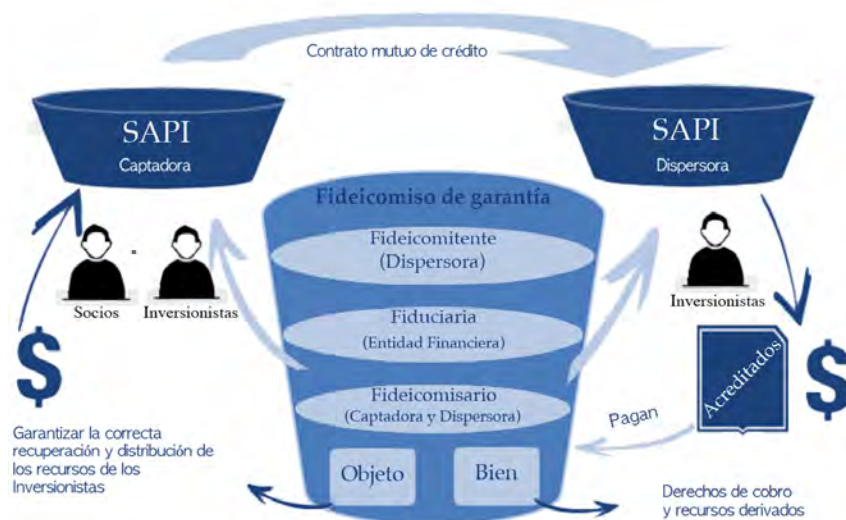 Contrato mutuo de crédito
SAPI
Captadora
SAPI
Dispersora
Fideicomiso de garantía
Fideicomitente
(Dispersora)
Socios
-
Inversionistas
Inversionistas
Fiduciaria
(Entidad Financiera)
$
Acreditados
$
Fideicomisario
(Captadora y Dispersora)
Pagan
Garantizar la correcta
recuperación y distribución de
los recursos de los
Inversionistas
Objeto
Bien
Derechos de cobro
y recursos derivados